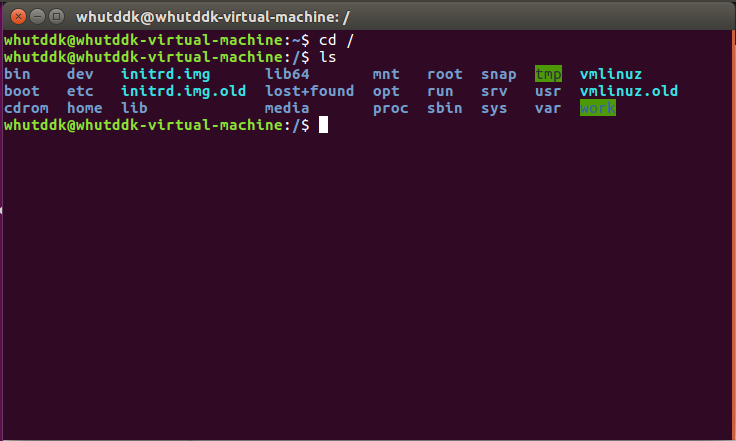 whutddk@whutddk-virtual-machine: /
whutddk@whutddk-virtual-machine:~$ cd /
whutddk@whutddk-virtual-machine:/$ ls
bin dev initrd.img lib64 mnt root snap tmp vmlinuz
boot etc initrd.img.old lost+found opt run srv usr vmlinuz.old
cdrom home lib media proc sbin sys var work
whutddk@whutddk-virtual-machine:/$